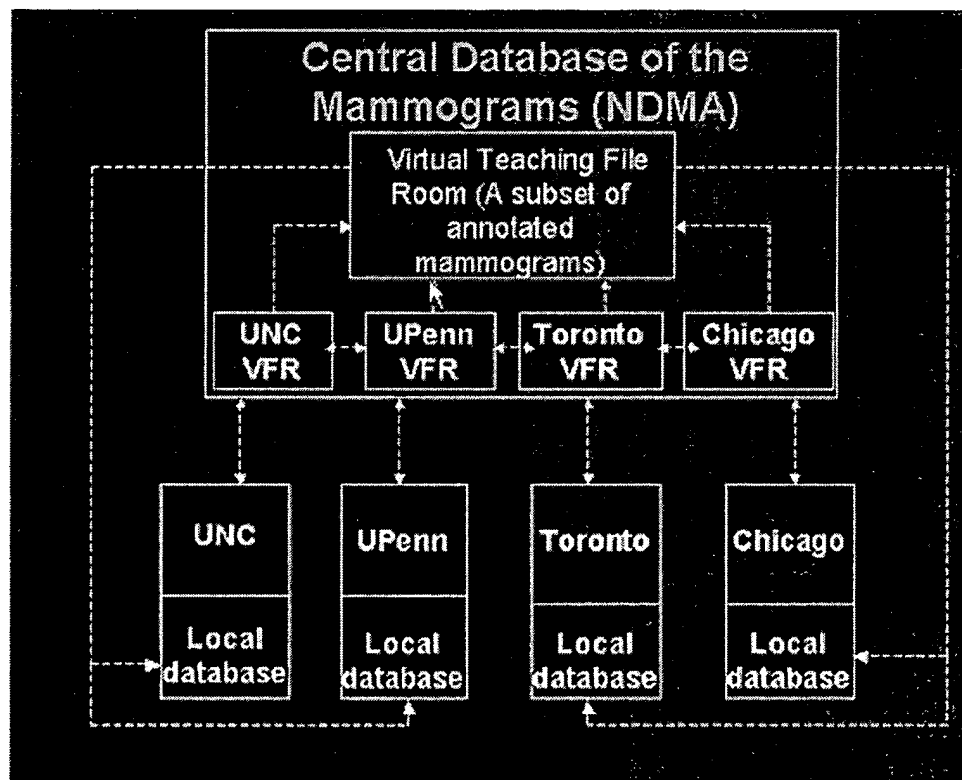 Central Database of the
Mammograms (NDMA)
Virtual Teaching File
Room (A subset of
annotated
mammograms)
UNC
VFR
UPenn
VFR
Toronto
VFR
Chicago
VFR
UNC
UPenn
Toronto
Chicago
Local
database
Local
database
Local
database
Local
database